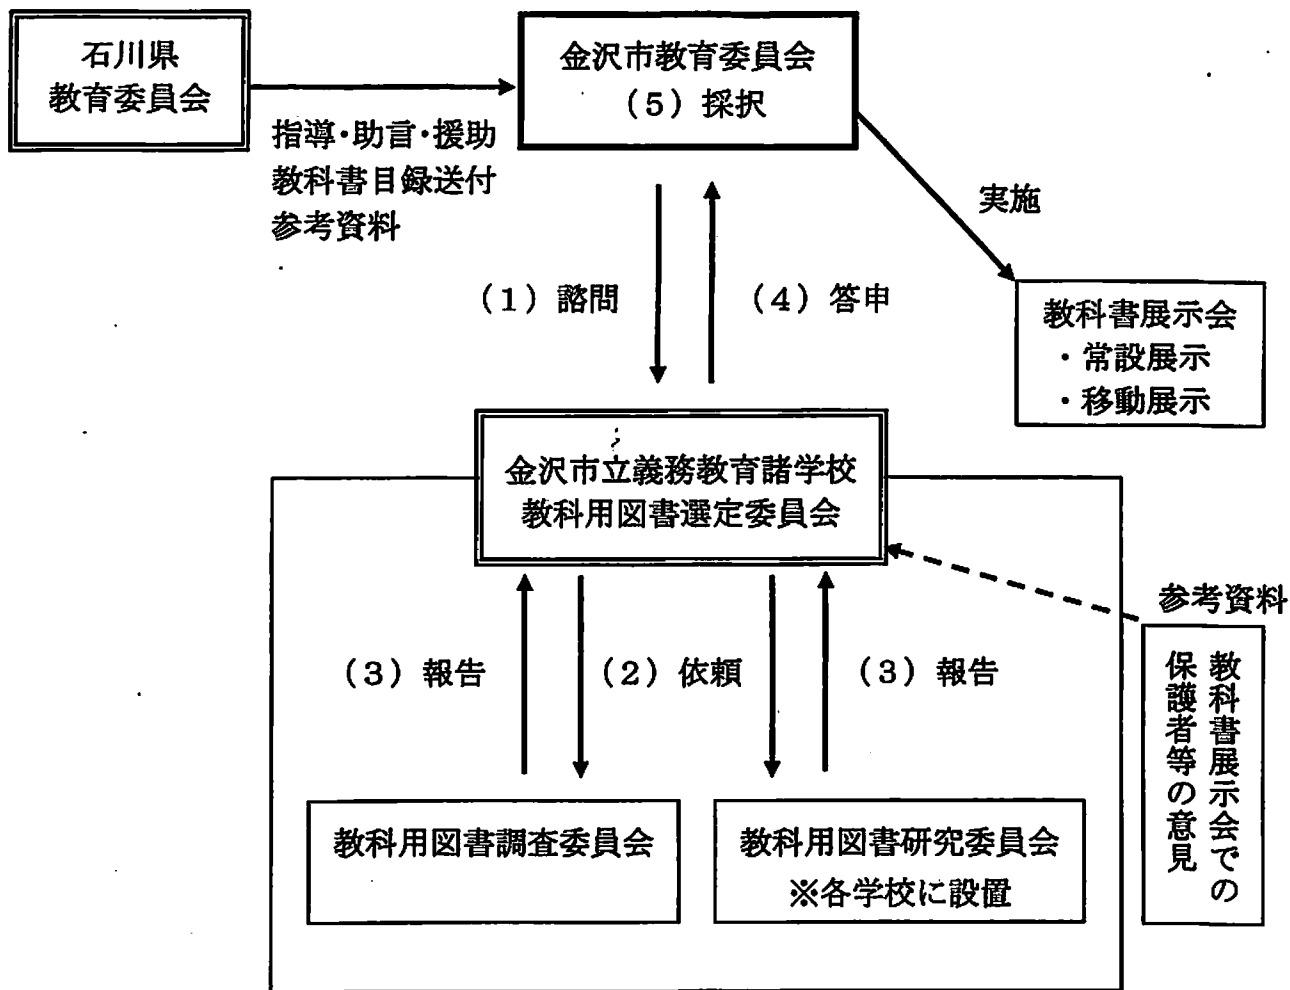 石川県
教育委員会
金沢市教育委員会
(5)採択
指導・助言・援助
教科書目録送付
参考資料
実施
(1)諮問
(4)答申
教科書展示会
・常設展示
・移動展示
金沢市立義務教育諸学校
教科用図書選定委員会
参考資料
(3)報告
(2)依頼
(3)報告
教科書展示会での
保護者等の意見
教科用図書調査委員会
教科用図書研究委員会
※各学校に設置